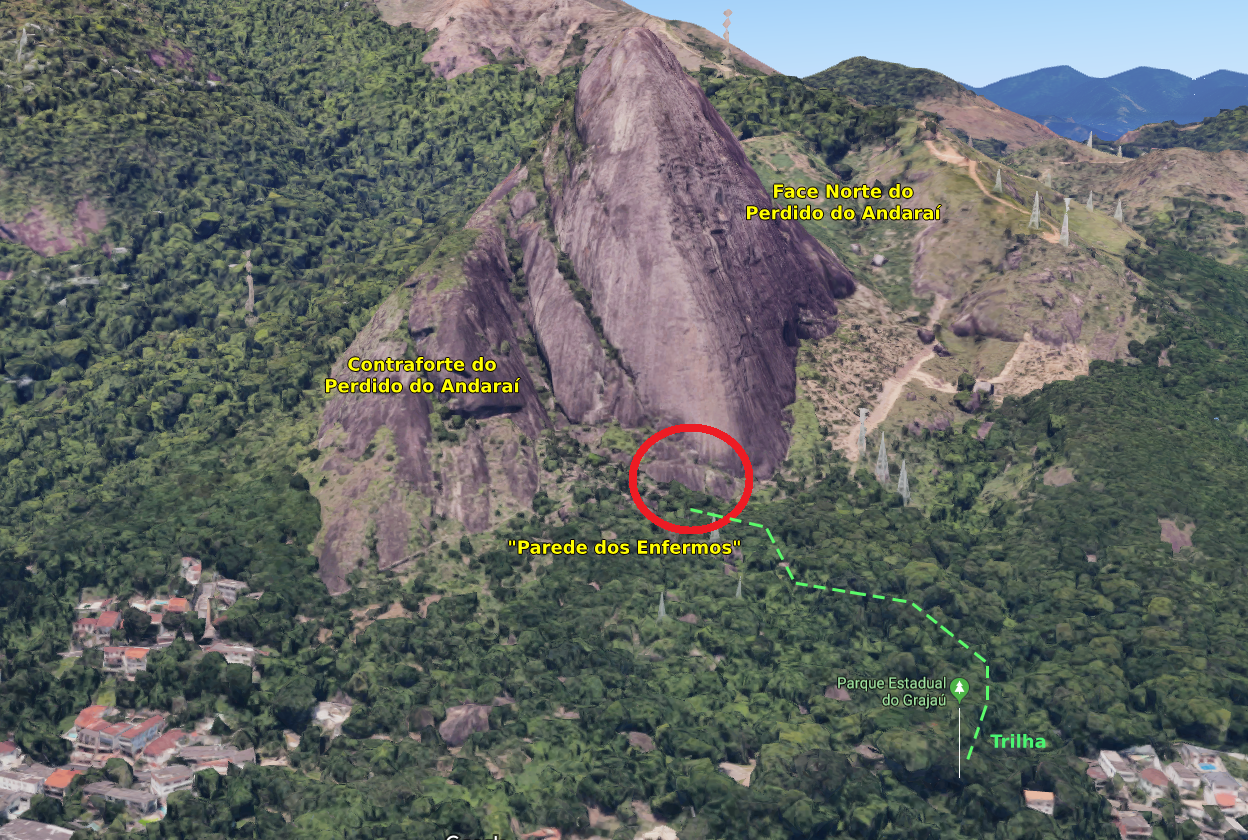 Face Norte do
Perdido do Andaraí
Contraforte do
Perdido do Andaraí
"Parede dos Enfermos"
Parque Estadual
do Grajaú
Trilha